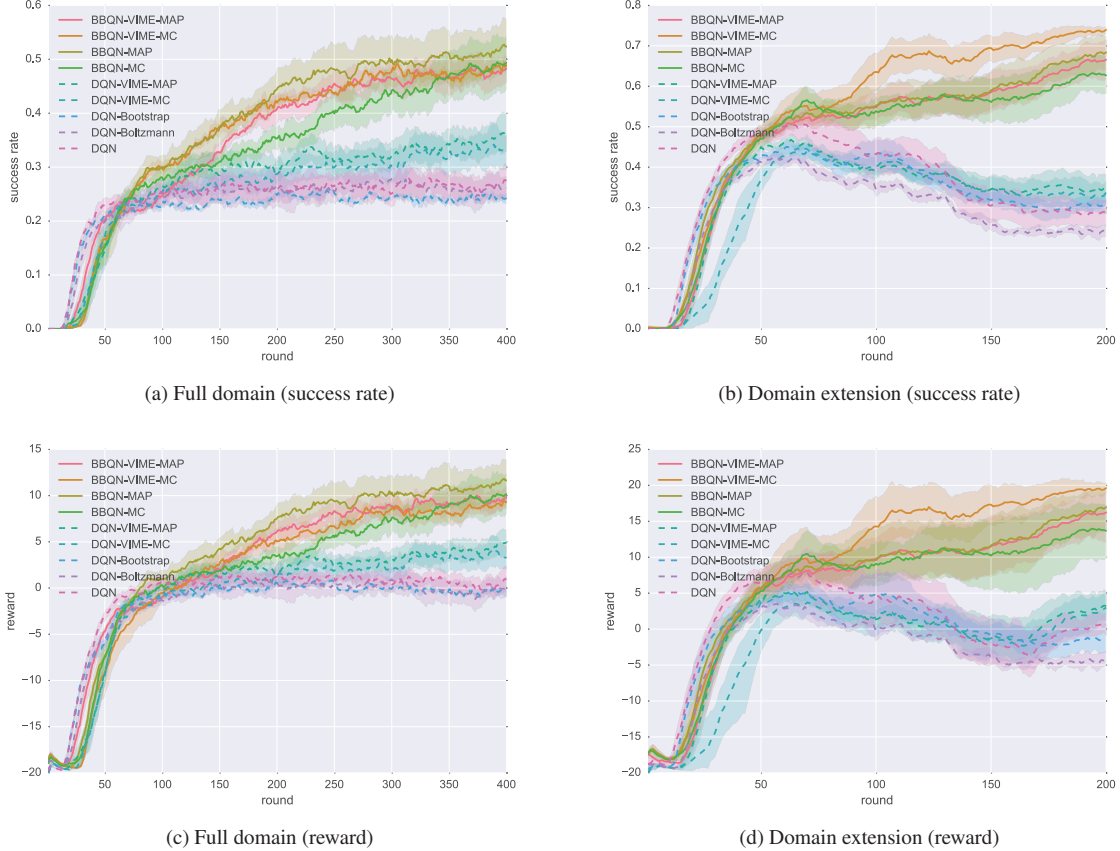 0.6
0.5
0.4
0.3
0.2
0.1
0.0
success rate
BBQN-VIME-MAP
BBQN-VIME-MC
BBQN-MAP
BBQN-MC
DQN-VIME-MAP
DQN-VIME-MC
DQN-Bootstrap
DQN-Boltzmann
DQN
50 100 150 200 250 300 350 400
round
(a) Full domain (success rate)
0.8
0.7
0.6
0.5
0.4
0.3
0.2
0.1
0.0
success rate
BBQN-VIME-MAP
BBQN-VIME-MC
BBQN-MAP
BBQN-MC
DQN-VIME-MAP
DQN-VIME-MC
DQN-Bootstrap
DQN-Boltzmann
DQN
50 100 150 200
round
(b) Domain extension (success rate)
15
10
5
0
−5
−10
−15
−20
reward
BBQN-VIME-MAP
BBQN-VIME-MC
BBQN-MAP
BBQN-MC
DQN-VIME-MAP
DQN-VIME-MC
DQN-Bootstrap
DQN-Boltzmann
DQN
50 100 150 200 250 300 350 400
round
(c) Full domain (reward)
25
20
15
10
5
0
−5
−10
−15
−20
reward
BBQN-VIME-MAP
BBQN-VIME-MC
BBQN-MAP
BBQN-MC
DQN-VIME-MAP
DQN-VIME-MC
DQN-Bootstrap
DQN-Boltzmann
DQN
50 100 150 200
round
(d) Domain extension (reward)